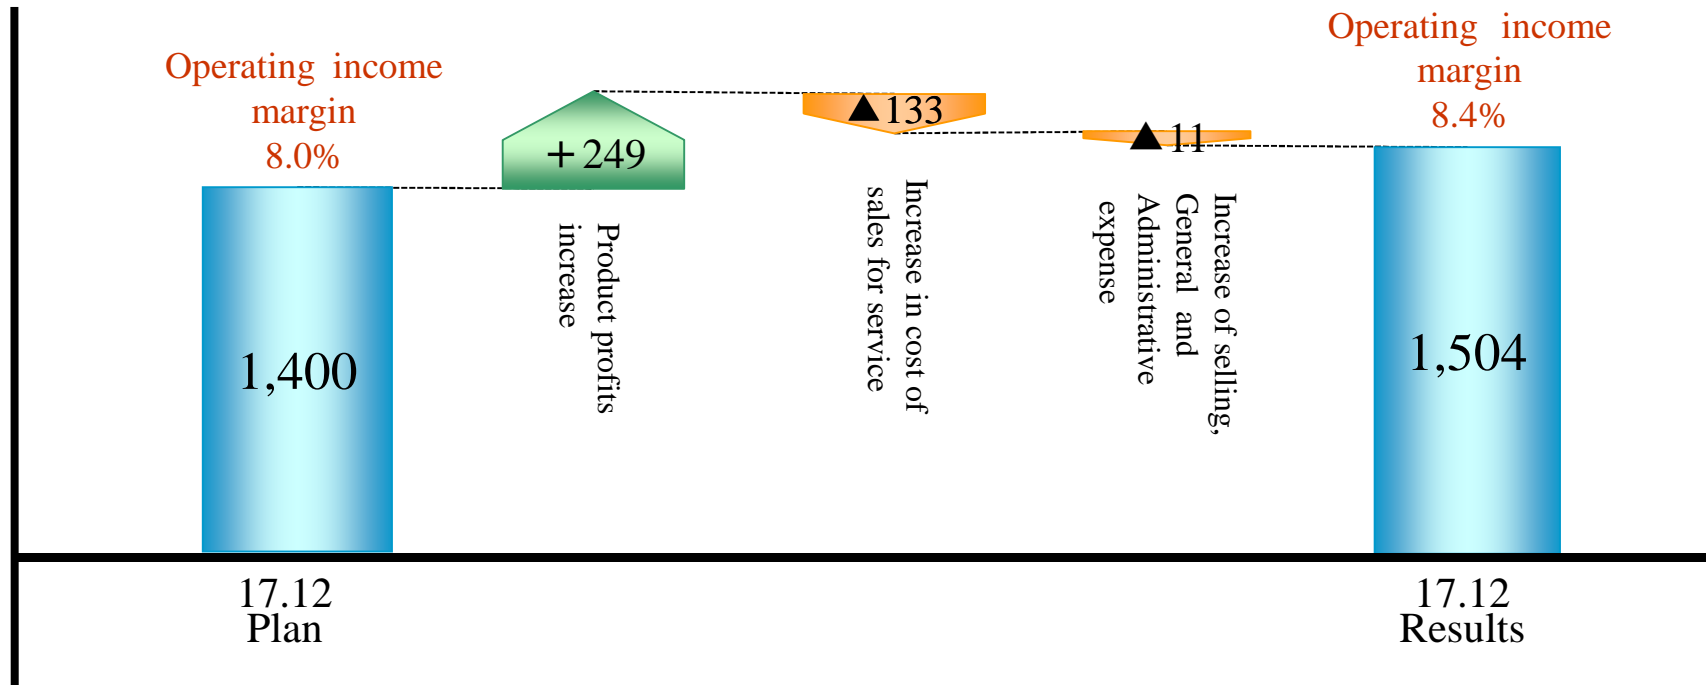 Operating income
margin
8.0%
1,400
17.12
Plan
+249
Product profits
increase
▲133
Increase in cost of
sales for service
▲11
Increase of selling,
General and
Administrative
expense
Operating income
margin
8.4%
1,504
17.12
Results